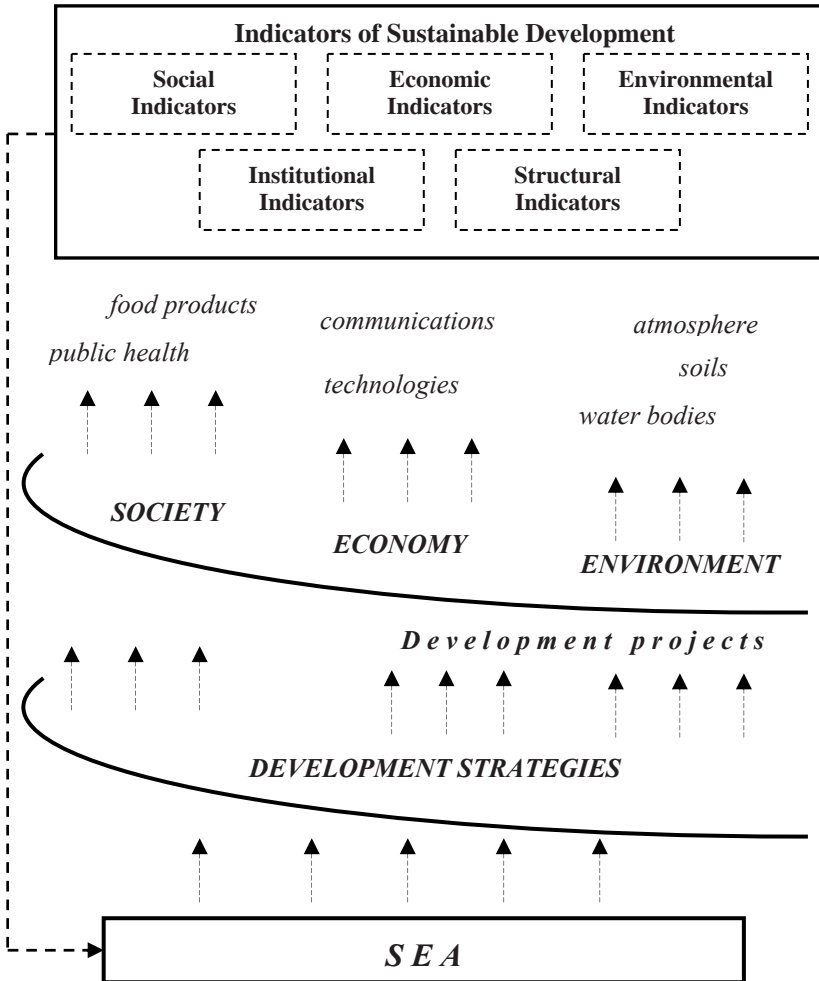 Indicators of Sustainable Development
Social
Indicators
Economic
Indicators
Environmental
Indicators
Institutional
Indicators
Structural
Indicators
food products
public health
communications
technologies
atmosphere
soils
water bodies
SOCIETY
ECONOMY
ENVIRONMENT
Development projects
DEVELOPMENT STRATEGIES
SEA